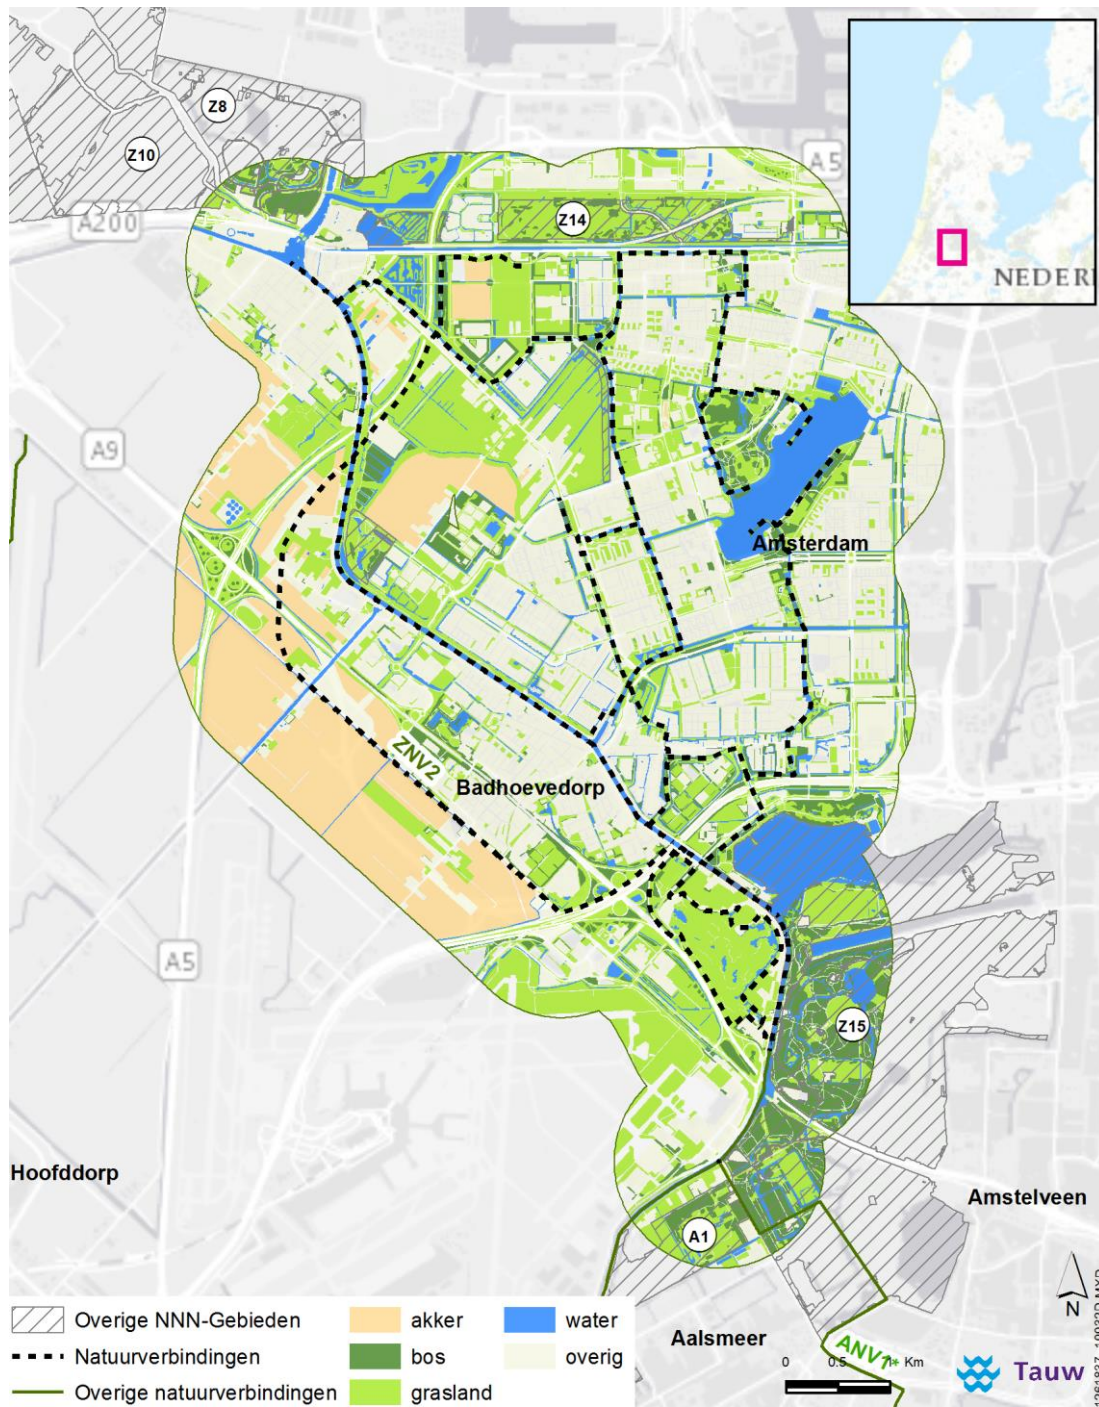 Z8
Z10
A5
A200
Z14
NEDER
A9
Amsterdam
ZNV2
Badhoevedorp
A5
Z15
Hoofddorp
Amstelveen
A1
N
Aalsmeer
ANV1*
0 0.5 1 Km
Tauw
Overige NNN-Gebieden
Natuurverbindingen
Overige natuurverbindingen
akker
bos
grasland
water
overig